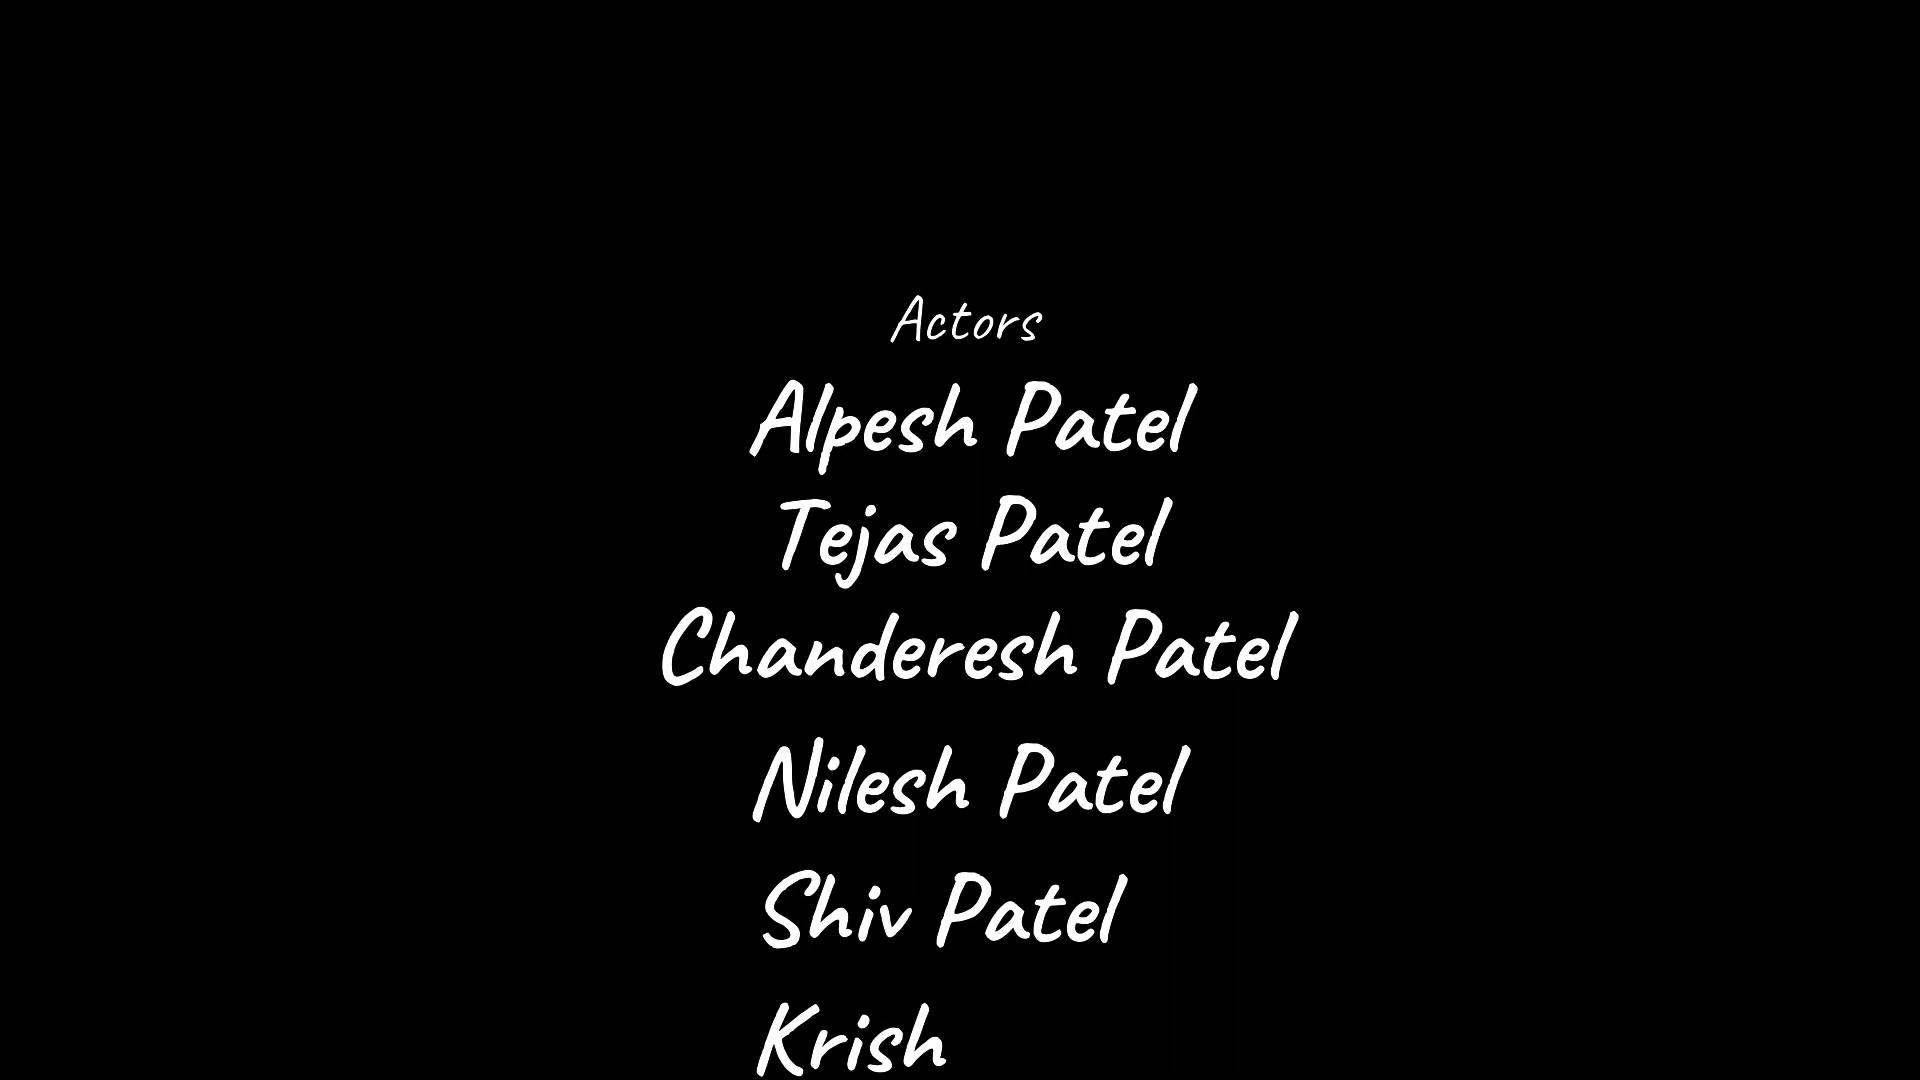 Actors
Alpesh Patel
Tejas Patel
Chanderesh Patel
Nilesh Patel
Shiv Patel
Krish